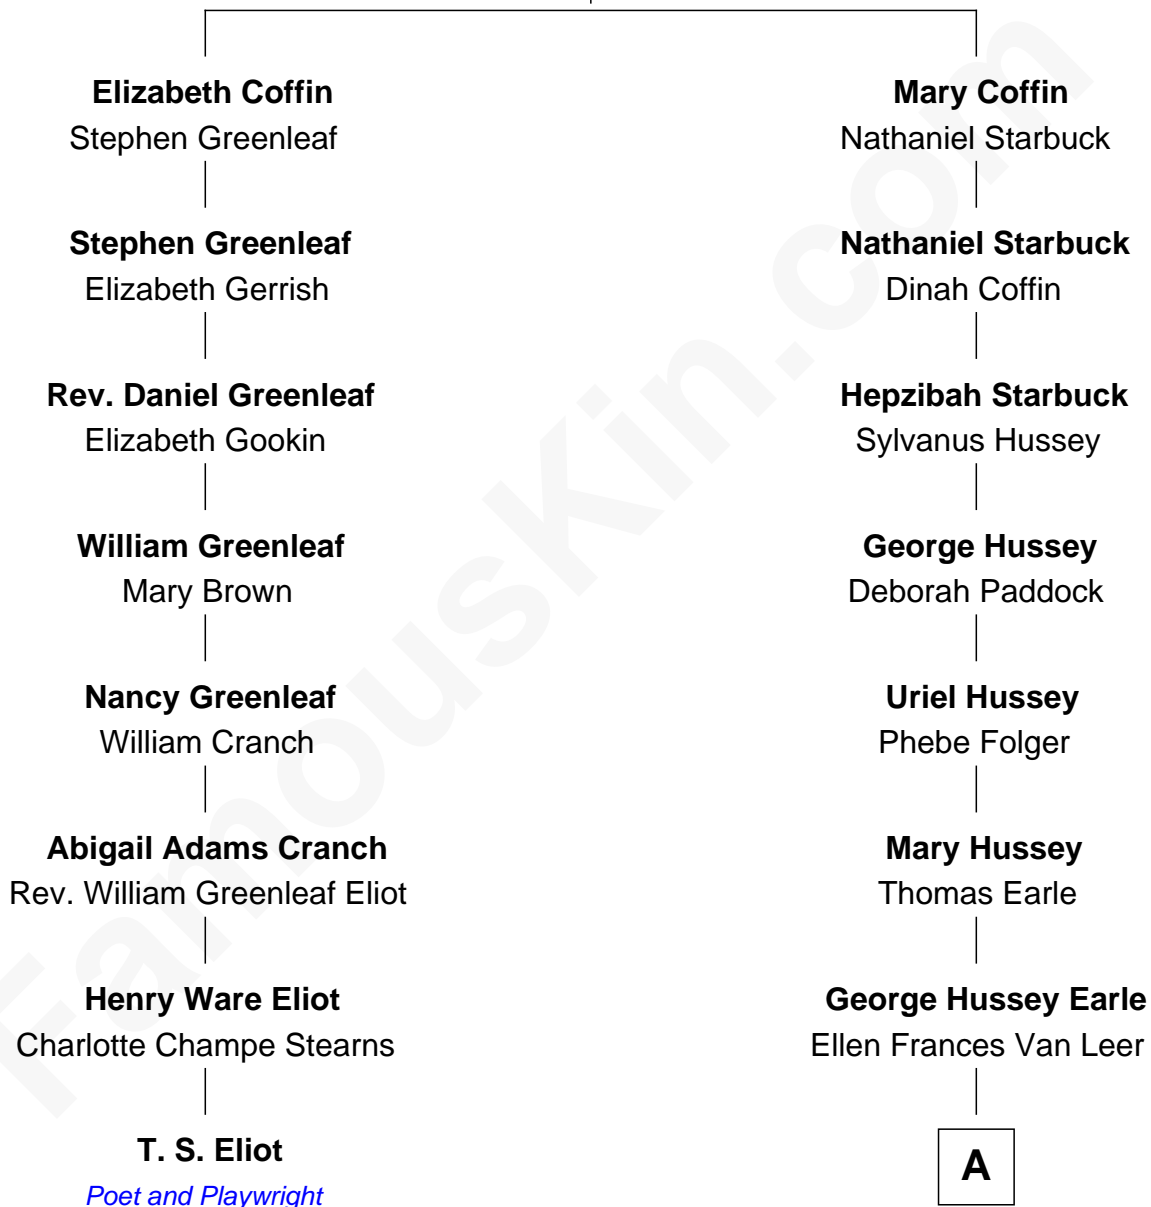 Elizabeth Coffin
Stephen Greenleaf
Mary Coffin
Nathaniel Starbuck
Stephen Greenleaf
Elizabeth Gerrish
Nathaniel Starbuck
Dinah Coffin
Rev. Daniel Greenleaf
Elizabeth Gookin
Hepzibah Starbuck
Sylvanus Hussey
William Greenleaf
Mary Brown
George Hussey
Deborah Paddock
Nancy Greenleaf
William Cranch
Uriel Hussey
Phebe Folger
Abigail Adams Cranch
Rev. William Greenleaf Eliot
Mary Hussey
Thomas Earle
Henry Ware Eliot
Charlotte Champe Stearns
George Hussey Earle
Ellen Frances Van Leer
T. S. Eliot
Poet and Playwright
A
FamousKin.com